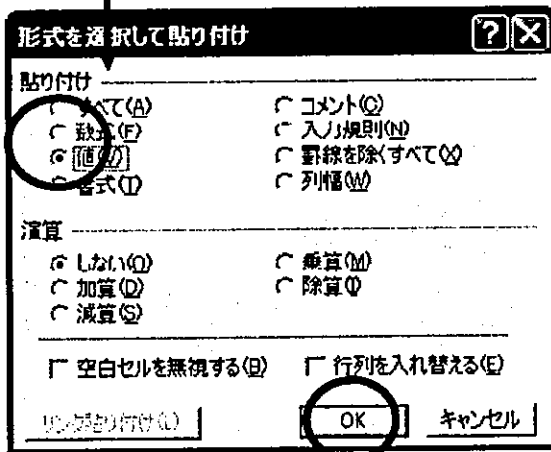 形式を選択して貼り付け
貼り付け
すべて(A)
コメント(C)
数式(F)
入力規則(N)
値(V)
罫線を除くすべて(X)
書式(T)
列幅(W)
演算
しない(O)
乗算(M)
加算(D)
除算(I)
減算(S)
空白セルを無視する(B)
行列を入れ替える(E)
リンク貼り付け(L)
OK
キャンセル